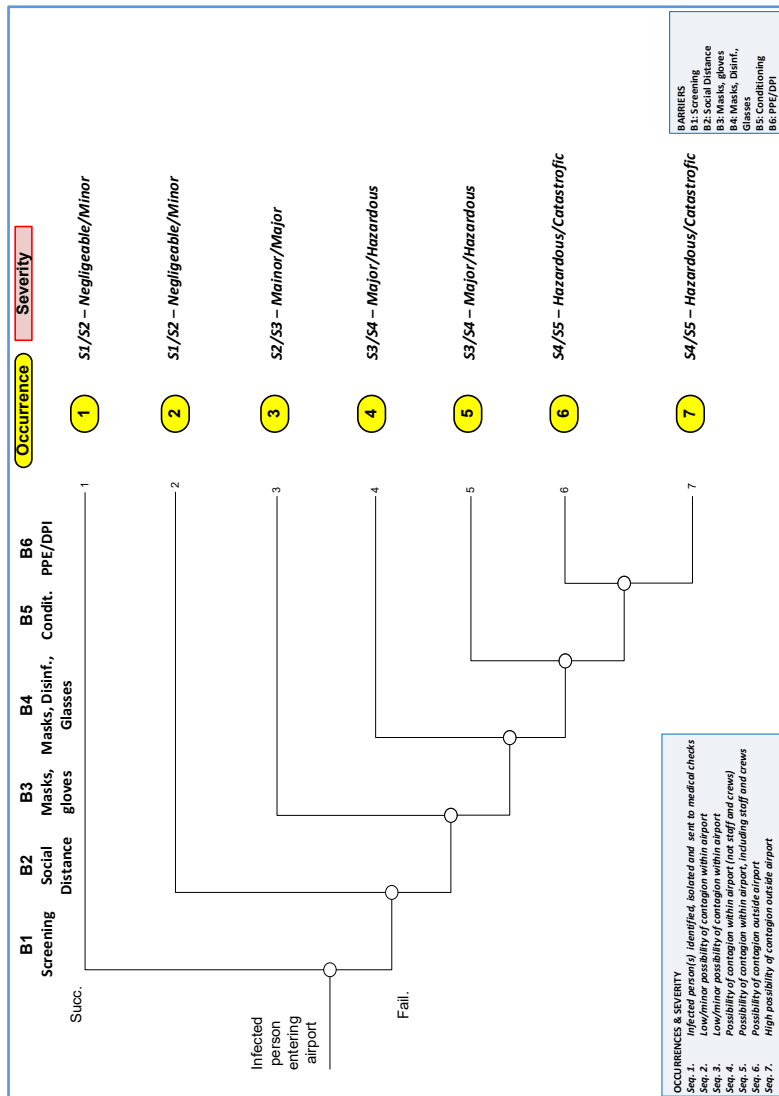 B1
Screening
B2
Social
Distance
B3
Masks,
gloves
B4
Masks, Disinf.,
Glasses
B5
Condit.
B6
PPE/DPI
Occurrence
Severity
Succ.
Infected
person
entering
airport
Fail.
1
1
S1/S2 – Negligeable/Minor
2
2
S1/S2 – Negligeable/Minor
3
3
S2/S3 – Mainor/Major
4
4
S3/S4 – Major/Hazardous
5
5
S3/S4 – Major/Hazardous
6
6
S4/S5 – Hazardous/Catastrofic
7
7
S4/S5 – Hazardous/Catastrofic
OCCURRENCES & SEVERITY
Seq. 1. Infected person(s) identified, isolated and sent to medical checks
Seq. 2. Low/minor possibility of contagion within airport
Seq. 3. Low/minor possibility of contagion within airport
Seq. 4. Possibility of contagion within airport (not staff and crews)
Seq. 5. Possibility of contagion within airport, including staff and crews
Seq. 6. Possibility of contagion outside airport
Seq. 7. High possibility of contagion outside airport
BARRIERS
B1: Screening
B2: Social Distance
B3: Masks, gloves
B4: Masks, Disinf.,
Glasses
B5: Conditioning
B6: PPE/DPI